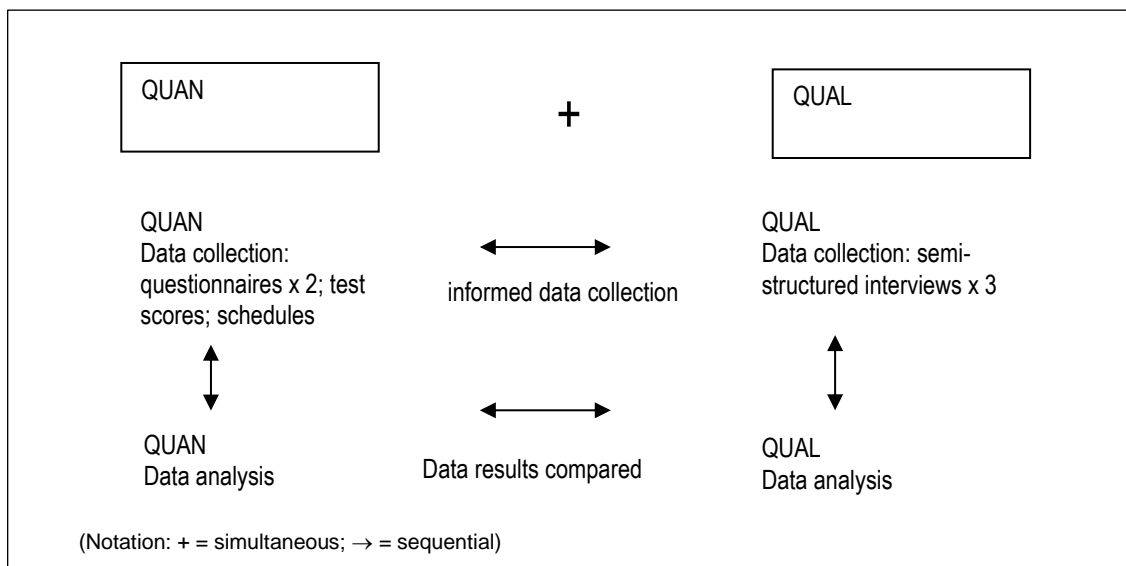 QUAN
+
QUAL
QUAN
Data collection:
questionnaires x 2; test
scores; schedules
informed data collection
QUAL
Data collection: semi-
structured interviews x 3
QUAN
Data analysis
Data results compared
QUAL
Data analysis
(Notation: + = simultaneous; → = sequential)